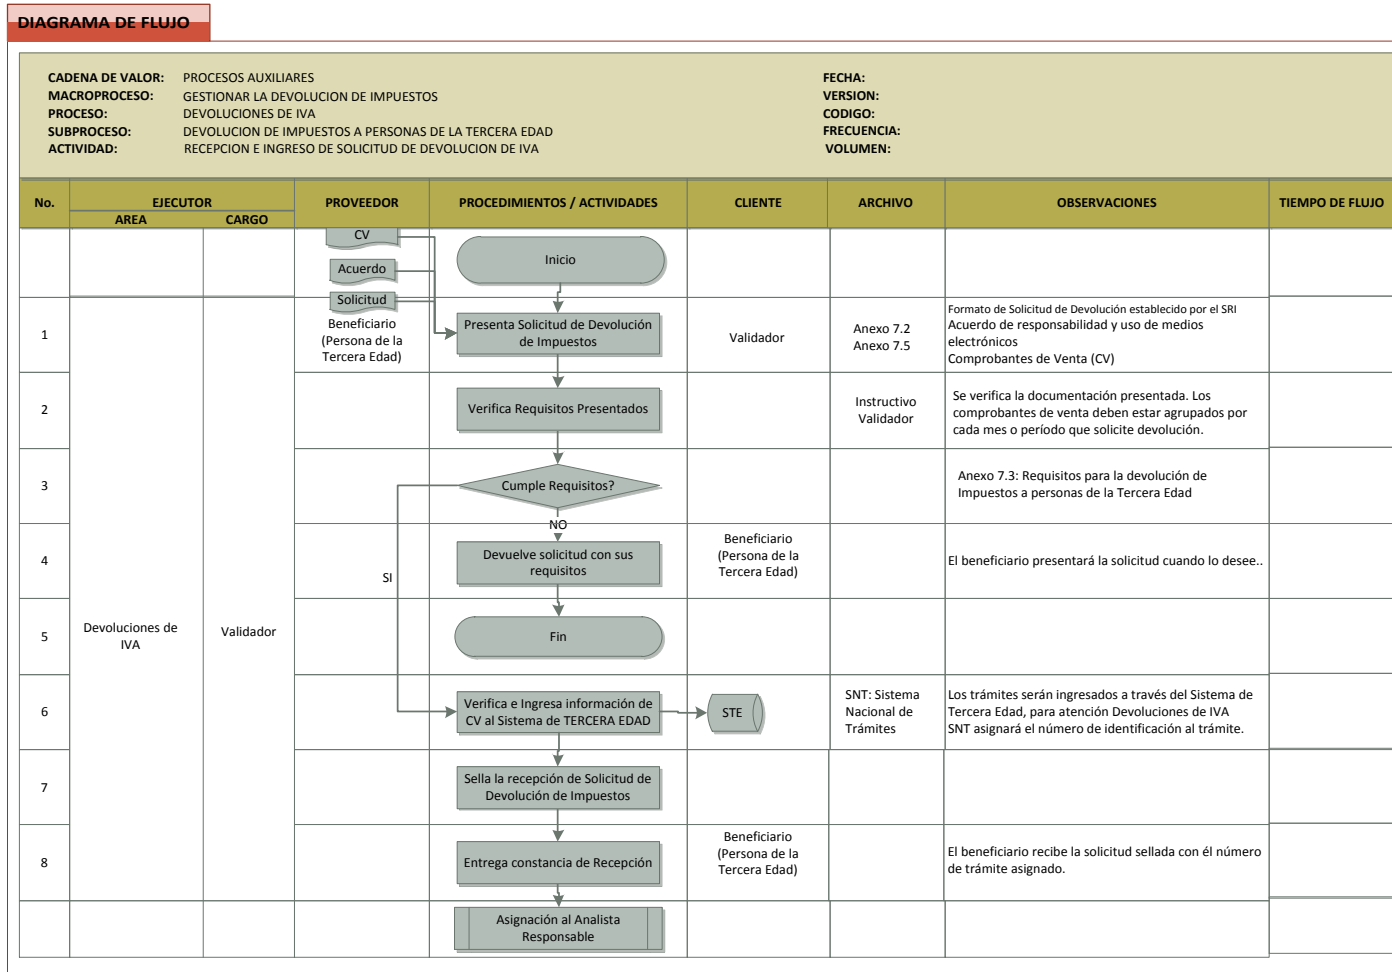 DIAGRAMA DE FLUJO
CADENA DE VALOR: PROCESOS AUXILIARES
MACROPROCESO: GESTIONAR LA DEVOLUCION DE IMPUESTOS
PROCESO: DEVOLUCIONES DE IVA
SUBPROCESO: DEVOLUCION DE IMPUESTOS A PERSONAS DE LA TERCERA EDAD
ACTIVIDAD: RECEPCION E INGRESO DE SOLICITUD DE DEVOLUCION DE IVA
FECHA:
VERSION:
CODIGO:
FRECUENCIA:
VOLUMEN:
No.
EJECUTOR
AREA
CARGO
PROVEEDOR
PROCEDIMIENTOS / ACTIVIDADES
CLIENTE
ARCHIVO
OBSERVACIONES
TIEMPO DE FLUJO
CV
Acuerdo
Solicitud
Inicio
1
Beneficiario
(Persona de la
Tercera Edad)
Presenta Solicitud de Devolución
de Impuestos
Validador
Anexo 7.2
Anexo 7.5
Formato de Solicitud de Devolución establecido por el SRI
Acuerdo de responsabilidad y uso de medios
electrónicos
Comprobantes de Venta (CV)
2
Verifica Requisitos Presentados
Instructivo
Validador
Se verifica la documentación presentada. Los
comprobantes de venta deben estar agrupados por
cada mes o período que solicite devolución.
3
Cumple Requisitos?
Anexo 7.3: Requisitos para la devolución de
Impuestos a personas de la Tercera Edad
NO
4
SI
Devuelve solicitud con sus
requisitos
Beneficiario
(Persona de la
Tercera Edad)
El beneficiario presentará la solicitud cuando lo desee..
5
Devoluciones de
IVA
Validador
Fin
6
Verifica e Ingresa información de
CV al Sistema de TERCERA EDAD
STE
SNT: Sistema
Nacional de
Trámites
Los trámites serán ingresados a través del Sistema de
Tercera Edad, para atención Devoluciones de IVA
SNT asignará el número de identificación al trámite.
7
Sella la recepción de Solicitud de
Devolución de Impuestos
8
Entrega constancia de Recepción
Beneficiario
(Persona de la
Tercera Edad)
El beneficiario recibe la solicitud sellada con él número
de trámite asignado.
Asignación al Analista
Responsable